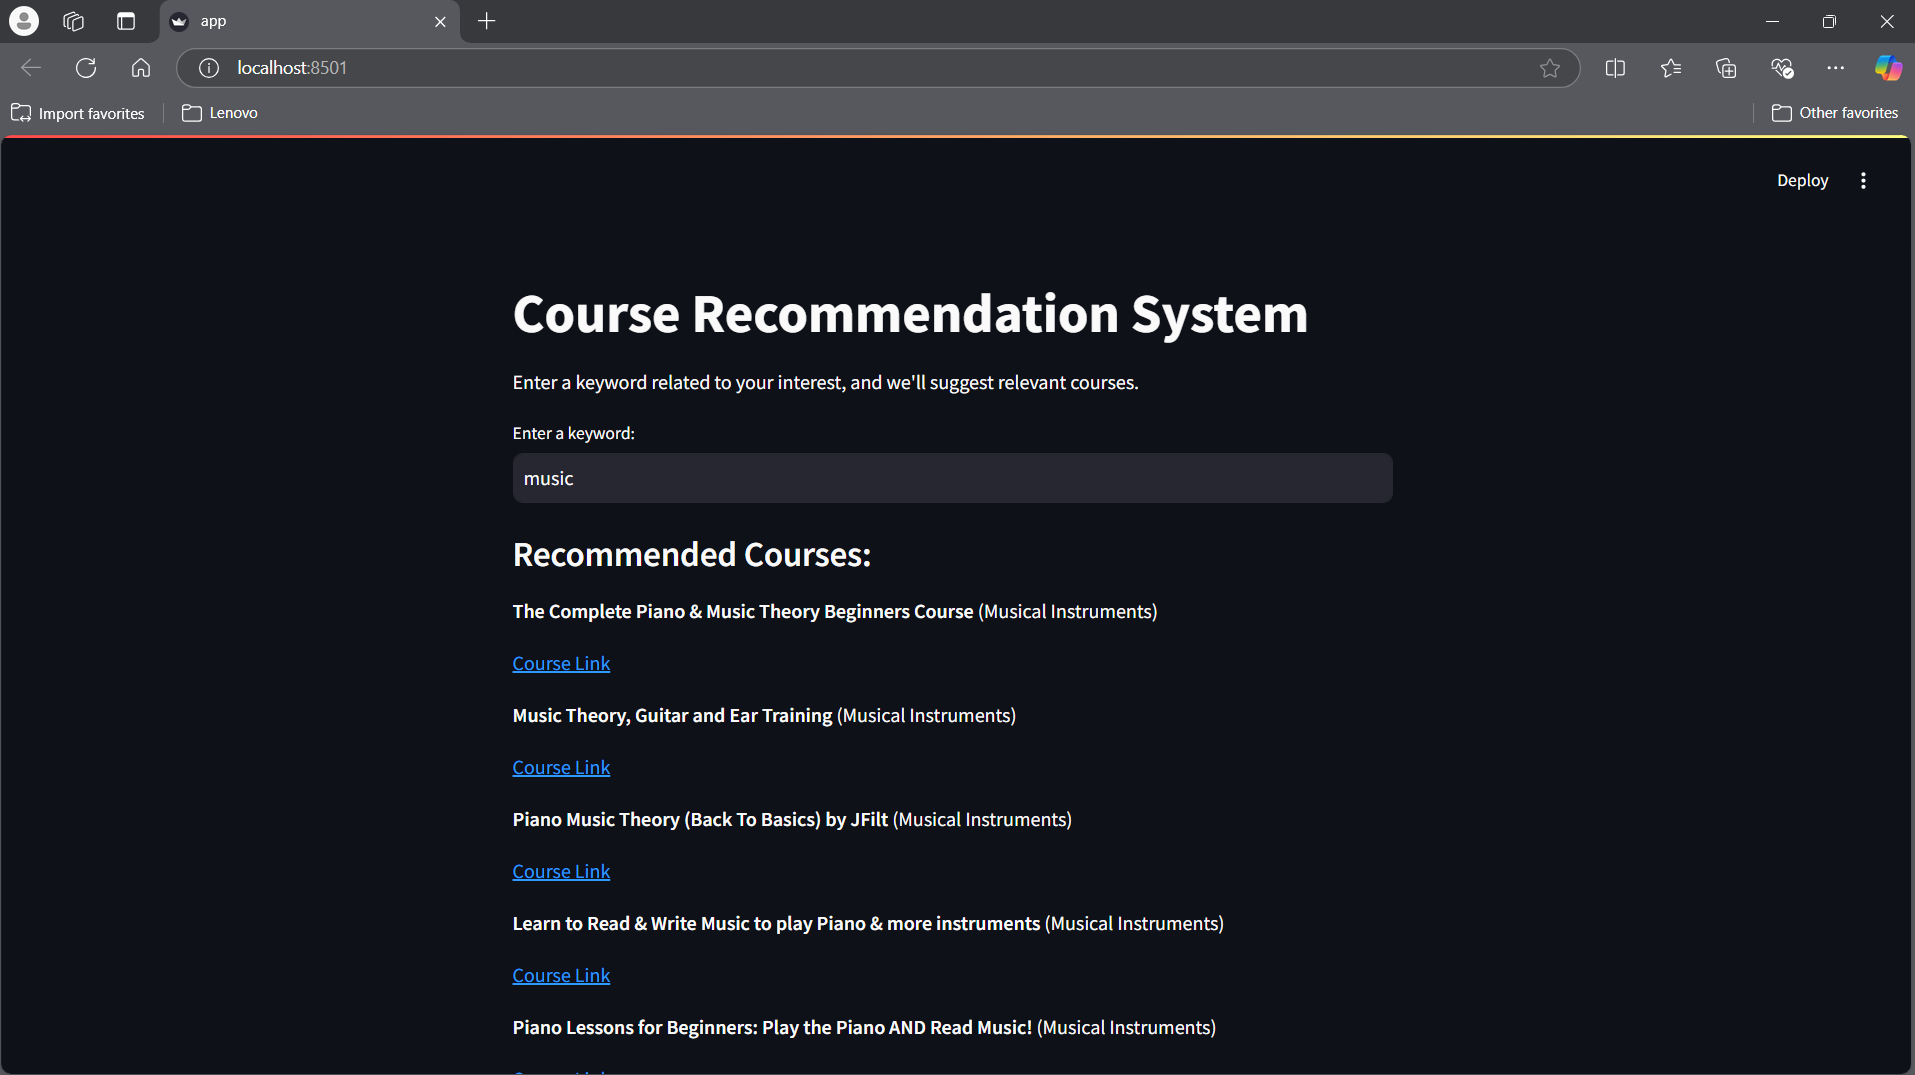 app
localhost:8501
Import favorites
Lenovo
Other favorites
Deploy
Course Recommendation System
Enter a keyword related to your interest, and we'll suggest relevant courses.
Enter a keyword:
music
Recommended Courses:
The Complete Piano & Music Theory Beginners Course (Musical Instruments)
Course Link
Music Theory, Guitar and Ear Training (Musical Instruments)
Course Link
Piano Music Theory (Back To Basics) by JFilt (Musical Instruments)
Course Link
Learn to Read & Write Music to play Piano & more instruments (Musical Instruments)
Course Link
Piano Lessons for Beginners: Play the Piano AND Read Music! (Musical Instruments)